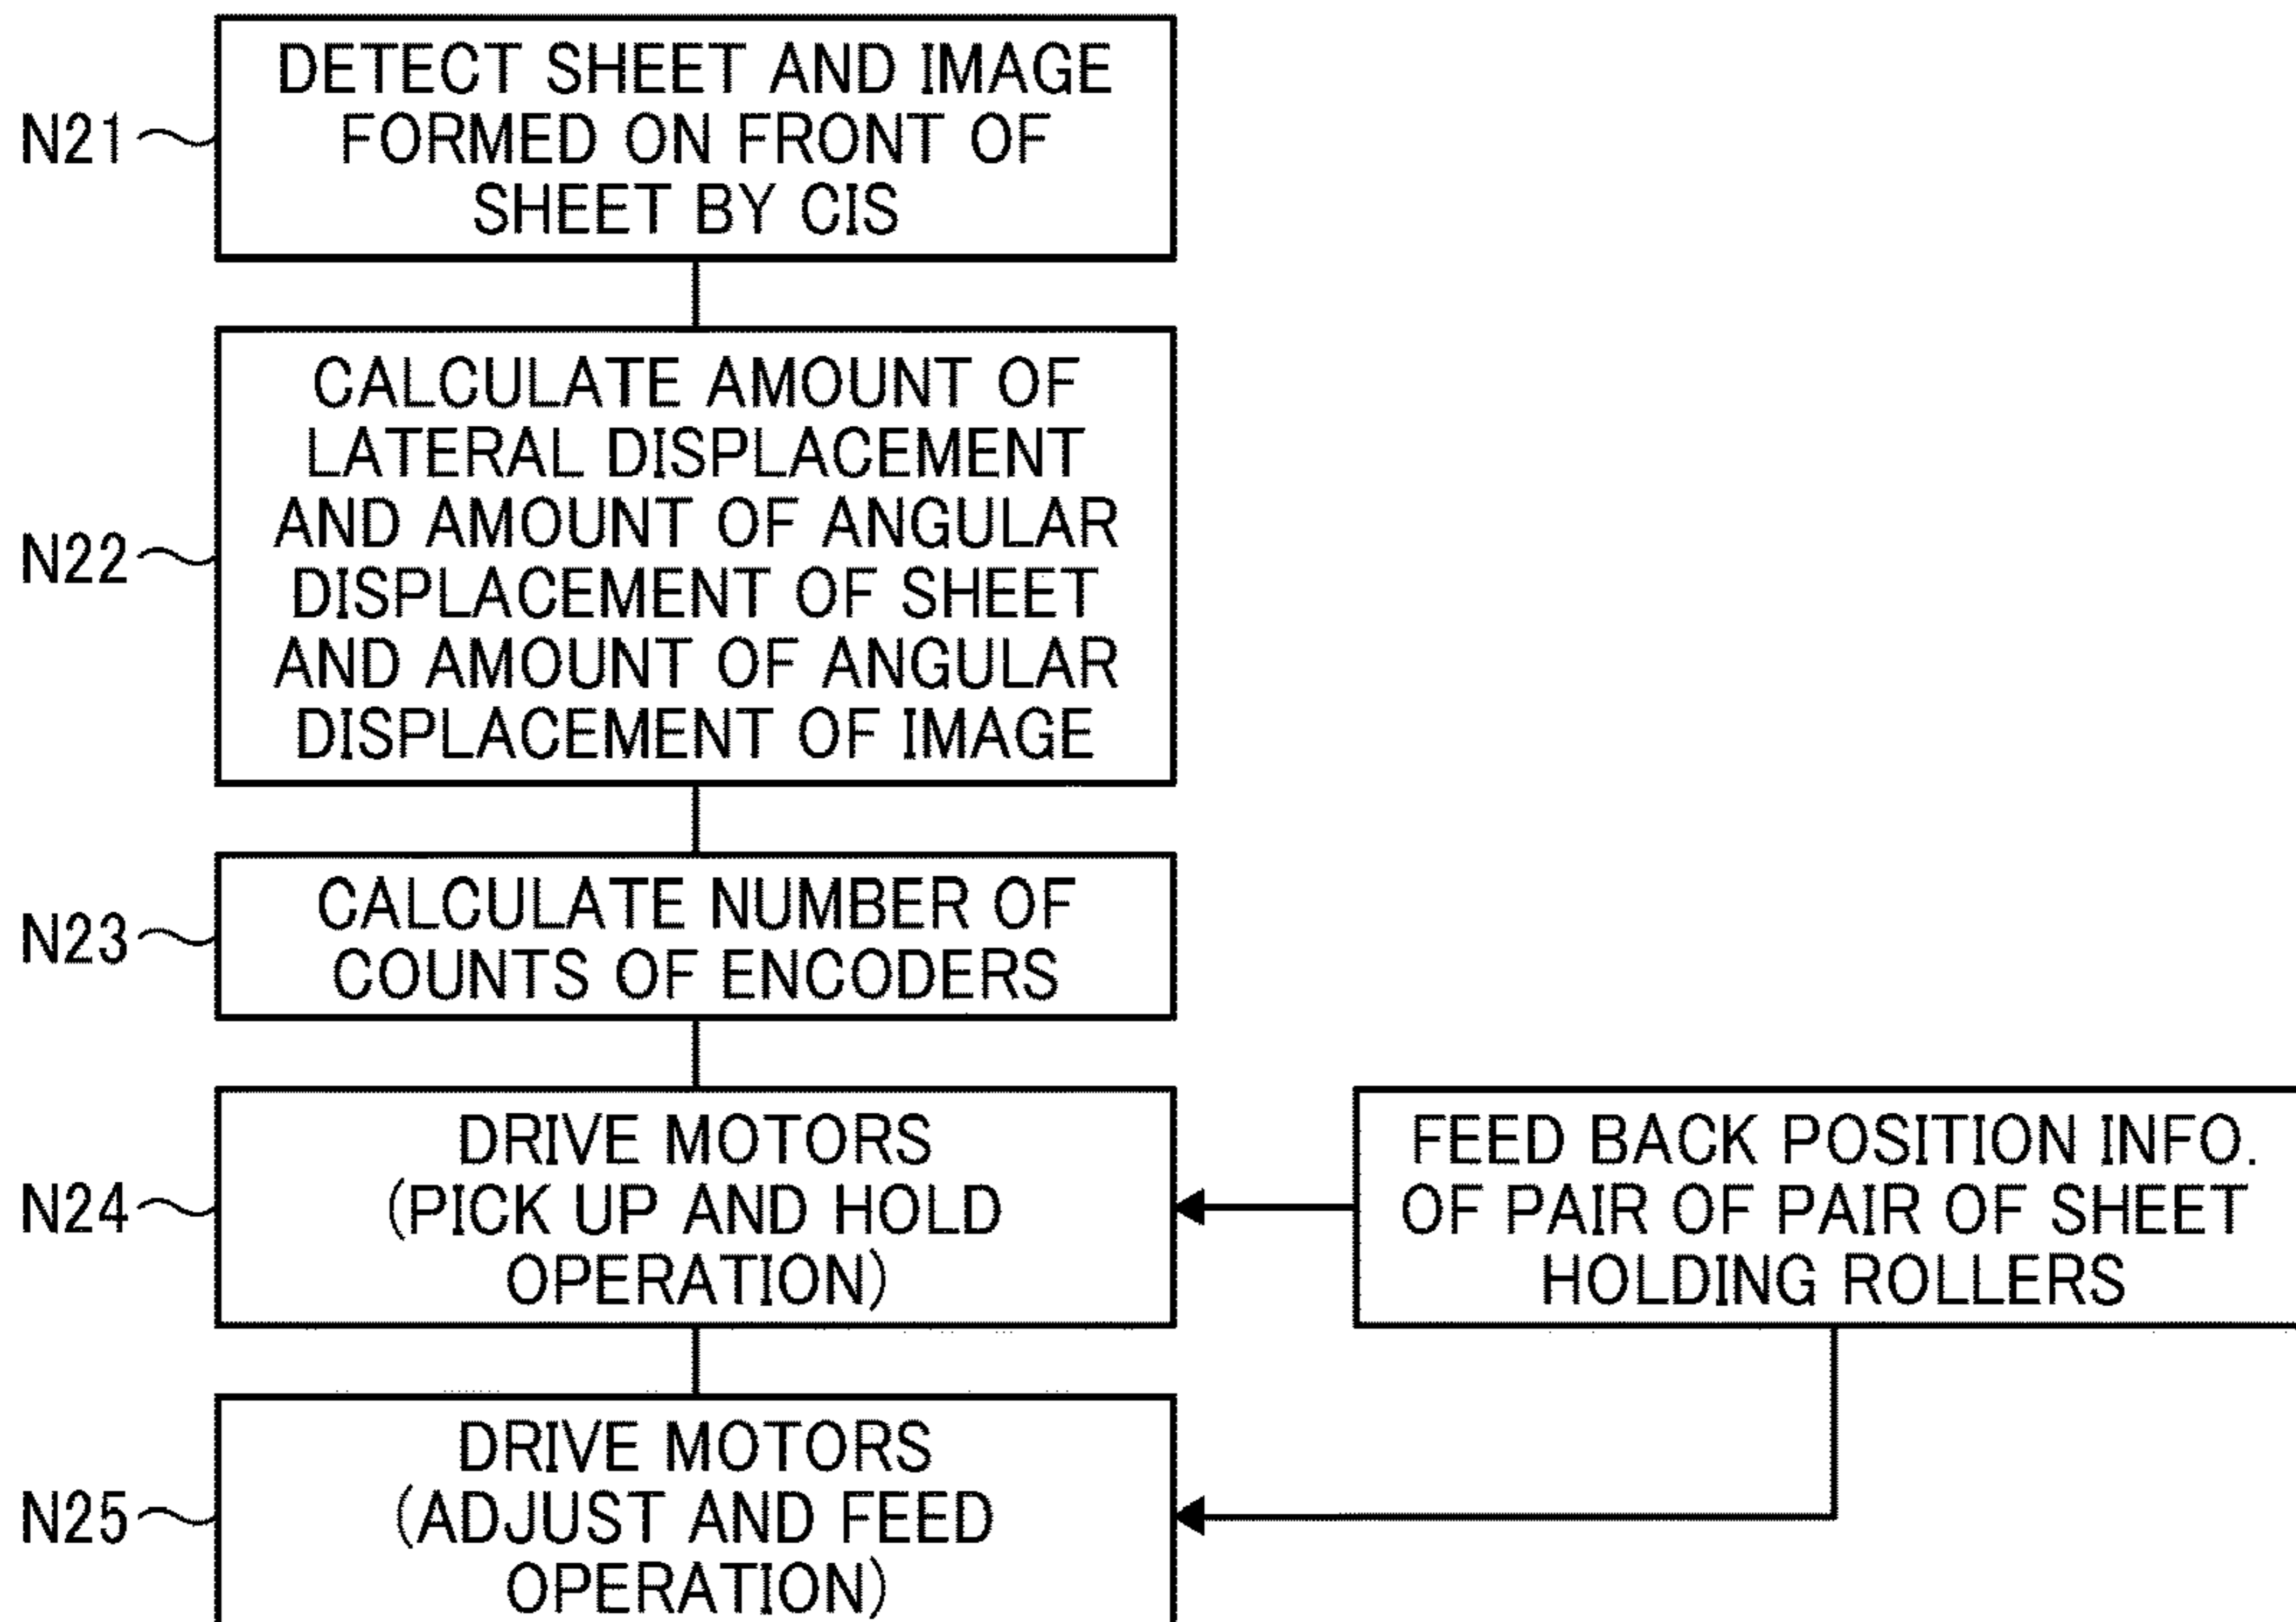 N21
DETECT SHEET AND IMAGE
FORMED ON FRONT OF
SHEET BY CIS
N22
CALCULATE AMOUNT OF
LATERAL DISPLACEMENT
AND AMOUNT OF ANGULAR
DISPLACEMENT OF SHEET
AND AMOUNT OF ANGULAR
DISPLACEMENT OF IMAGE
N23
CALCULATE NUMBER OF
COUNTS OF ENCODERS
N24
DRIVE MOTORS
(PICK UP AND HOLD
OPERATION)
FEED BACK POSITION INFO.
OF PAIR OF PAIR OF SHEET
HOLDING ROLLERS
N25
DRIVE MOTORS
(ADJUST AND FEED
OPERATION)